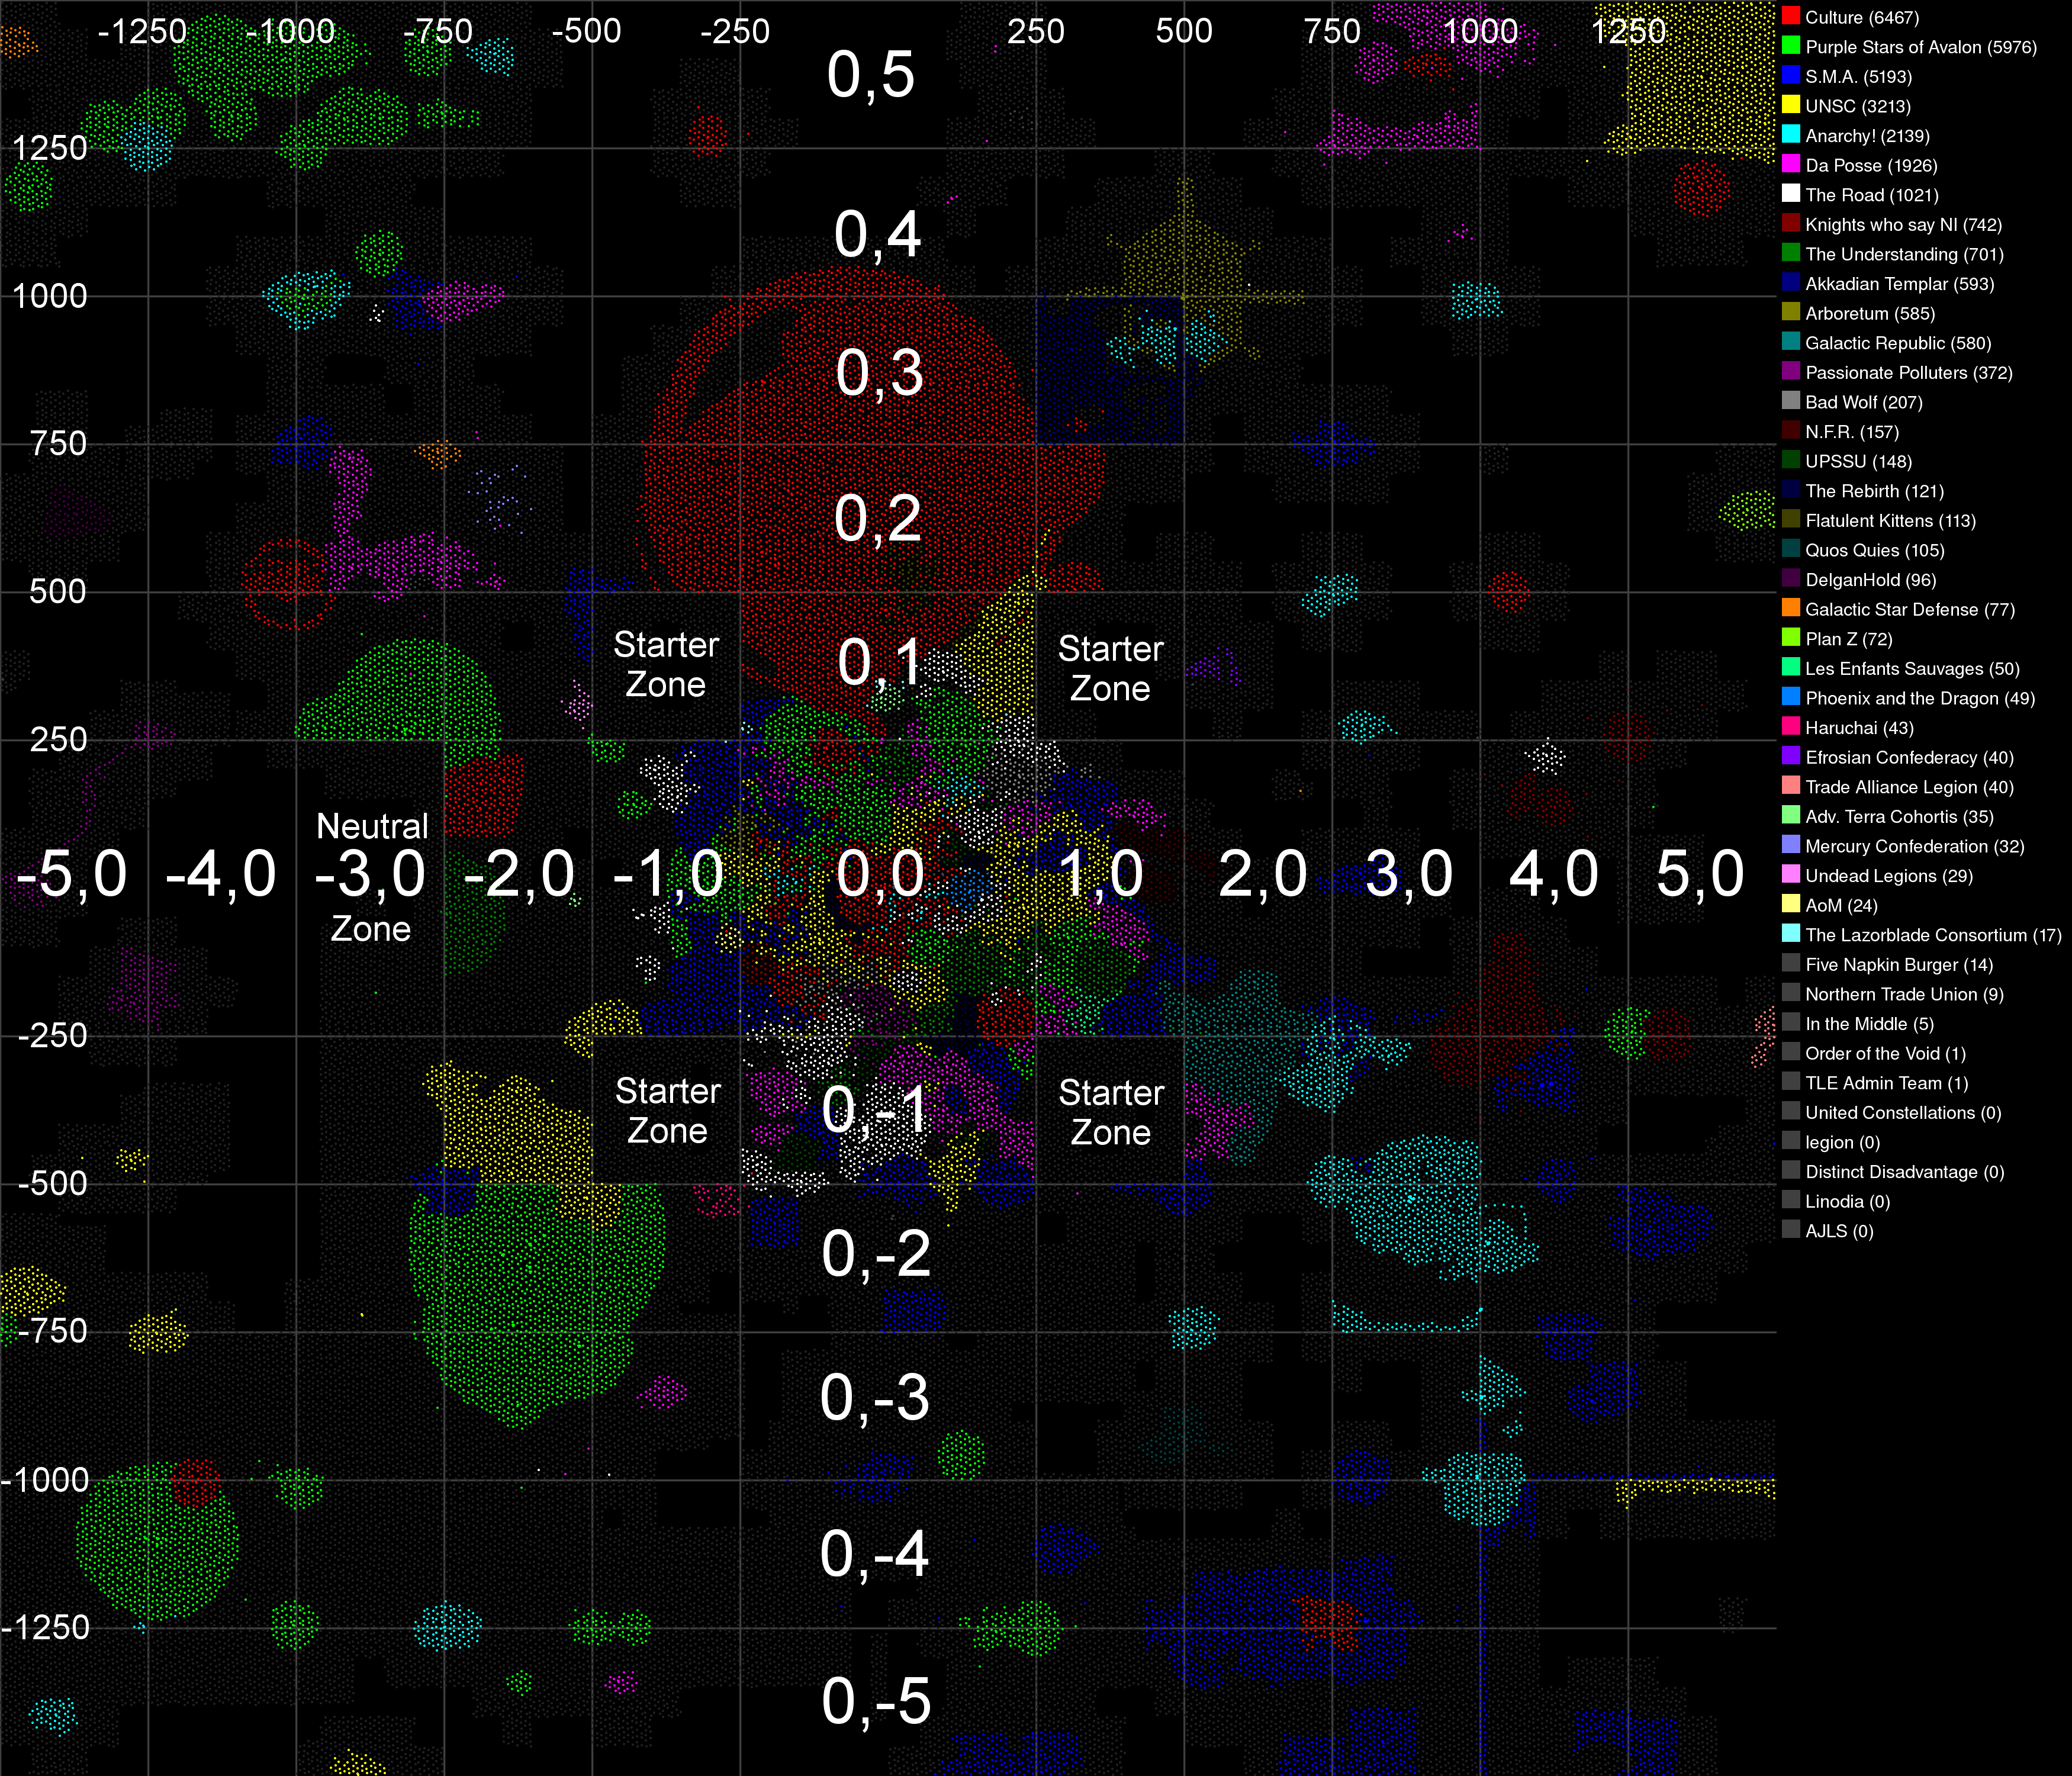 -1250 -1000 -750 -500 -250 250 500 750 1000 1250
0,5
1250
0,4
1000
0,3
750
0,2
500
Starter
Zone
0,1
Starter
Zone
250
Neutral
-5,0 -4,0 -3,0 -2,0 -1,0 0,0 1,0 2,0 3,0 4,0 5,0
Zone
-250
Starter
Zone
0,-1
Starter
Zone
-500
0,-2
-750
0,-3
-1000
0,-4
-1250
0,-5
Culture (6467)
Purple Stars of Avalon (5976)
S.M.A. (5193)
UNSC (3213)
Anarchy! (2139)
Da Posse (1926)
The Road (1021)
Knights who say NI (742)
The Understanding (701)
Akkadian Templar (593)
Arboretum (585)
Galactic Republic (580)
Passionate Polluters (372)
Bad Wolf (207)
N.F.R. (157)
UPSSU (148)
The Rebirth (121)
Flatulent Kittens (113)
Quos Quies (105)
DelganHold (96)
Galactic Star Defense (77)
Plan Z (72)
Les Enfants Sauvages (50)
Phoenix and the Dragon (49)
Haruchai (43)
Efrosian Confederacy (40)
Trade Alliance Legion (40)
Adv. Terra Cohortis (35)
Mercury Confederation (32)
Undead Legions (29)
AoM (24)
The Lazorblade Consortium (17)
Five Napkin Burger (14)
Northern Trade Union (9)
In the Middle (5)
Order of the Void (1)
TLE Admin Team (1)
United Constellations (0)
legion (0)
Distinct Disadvantage (0)
Linodia (0)
AJLS (0)